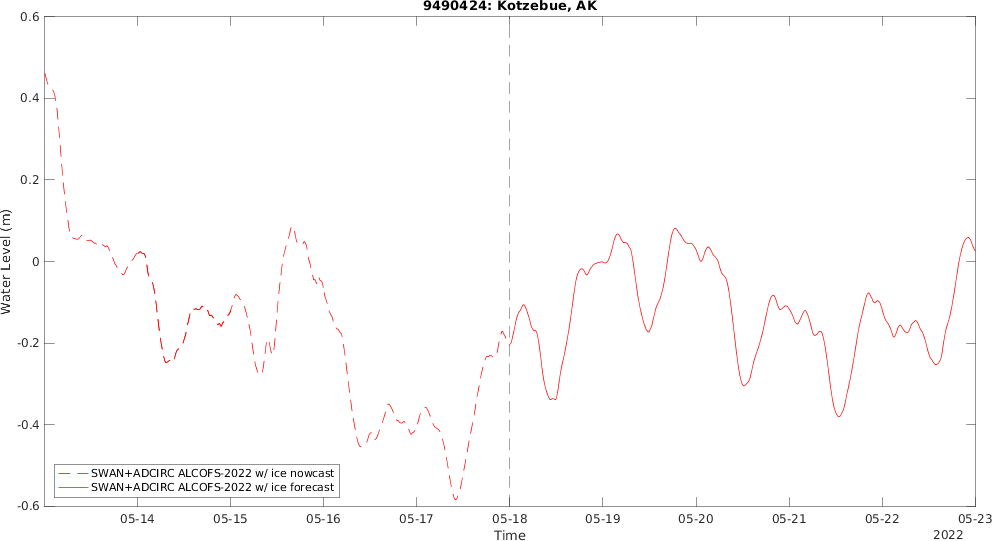 9490424: Kotzebue, AK
0.6
0.4
0.2
0
-0.2
-0.4
-0.6
Water Level (m)
SWAN+ADCIRC ALCOFS-2022 w/ ice nowcast
SWAN+ADCIRC ALCOFS-2022 w/ ice forecast
05-14 05-15 05-16 05-17 05-18 05-19 05-20 05-21 05-22 05-23
Time
2022